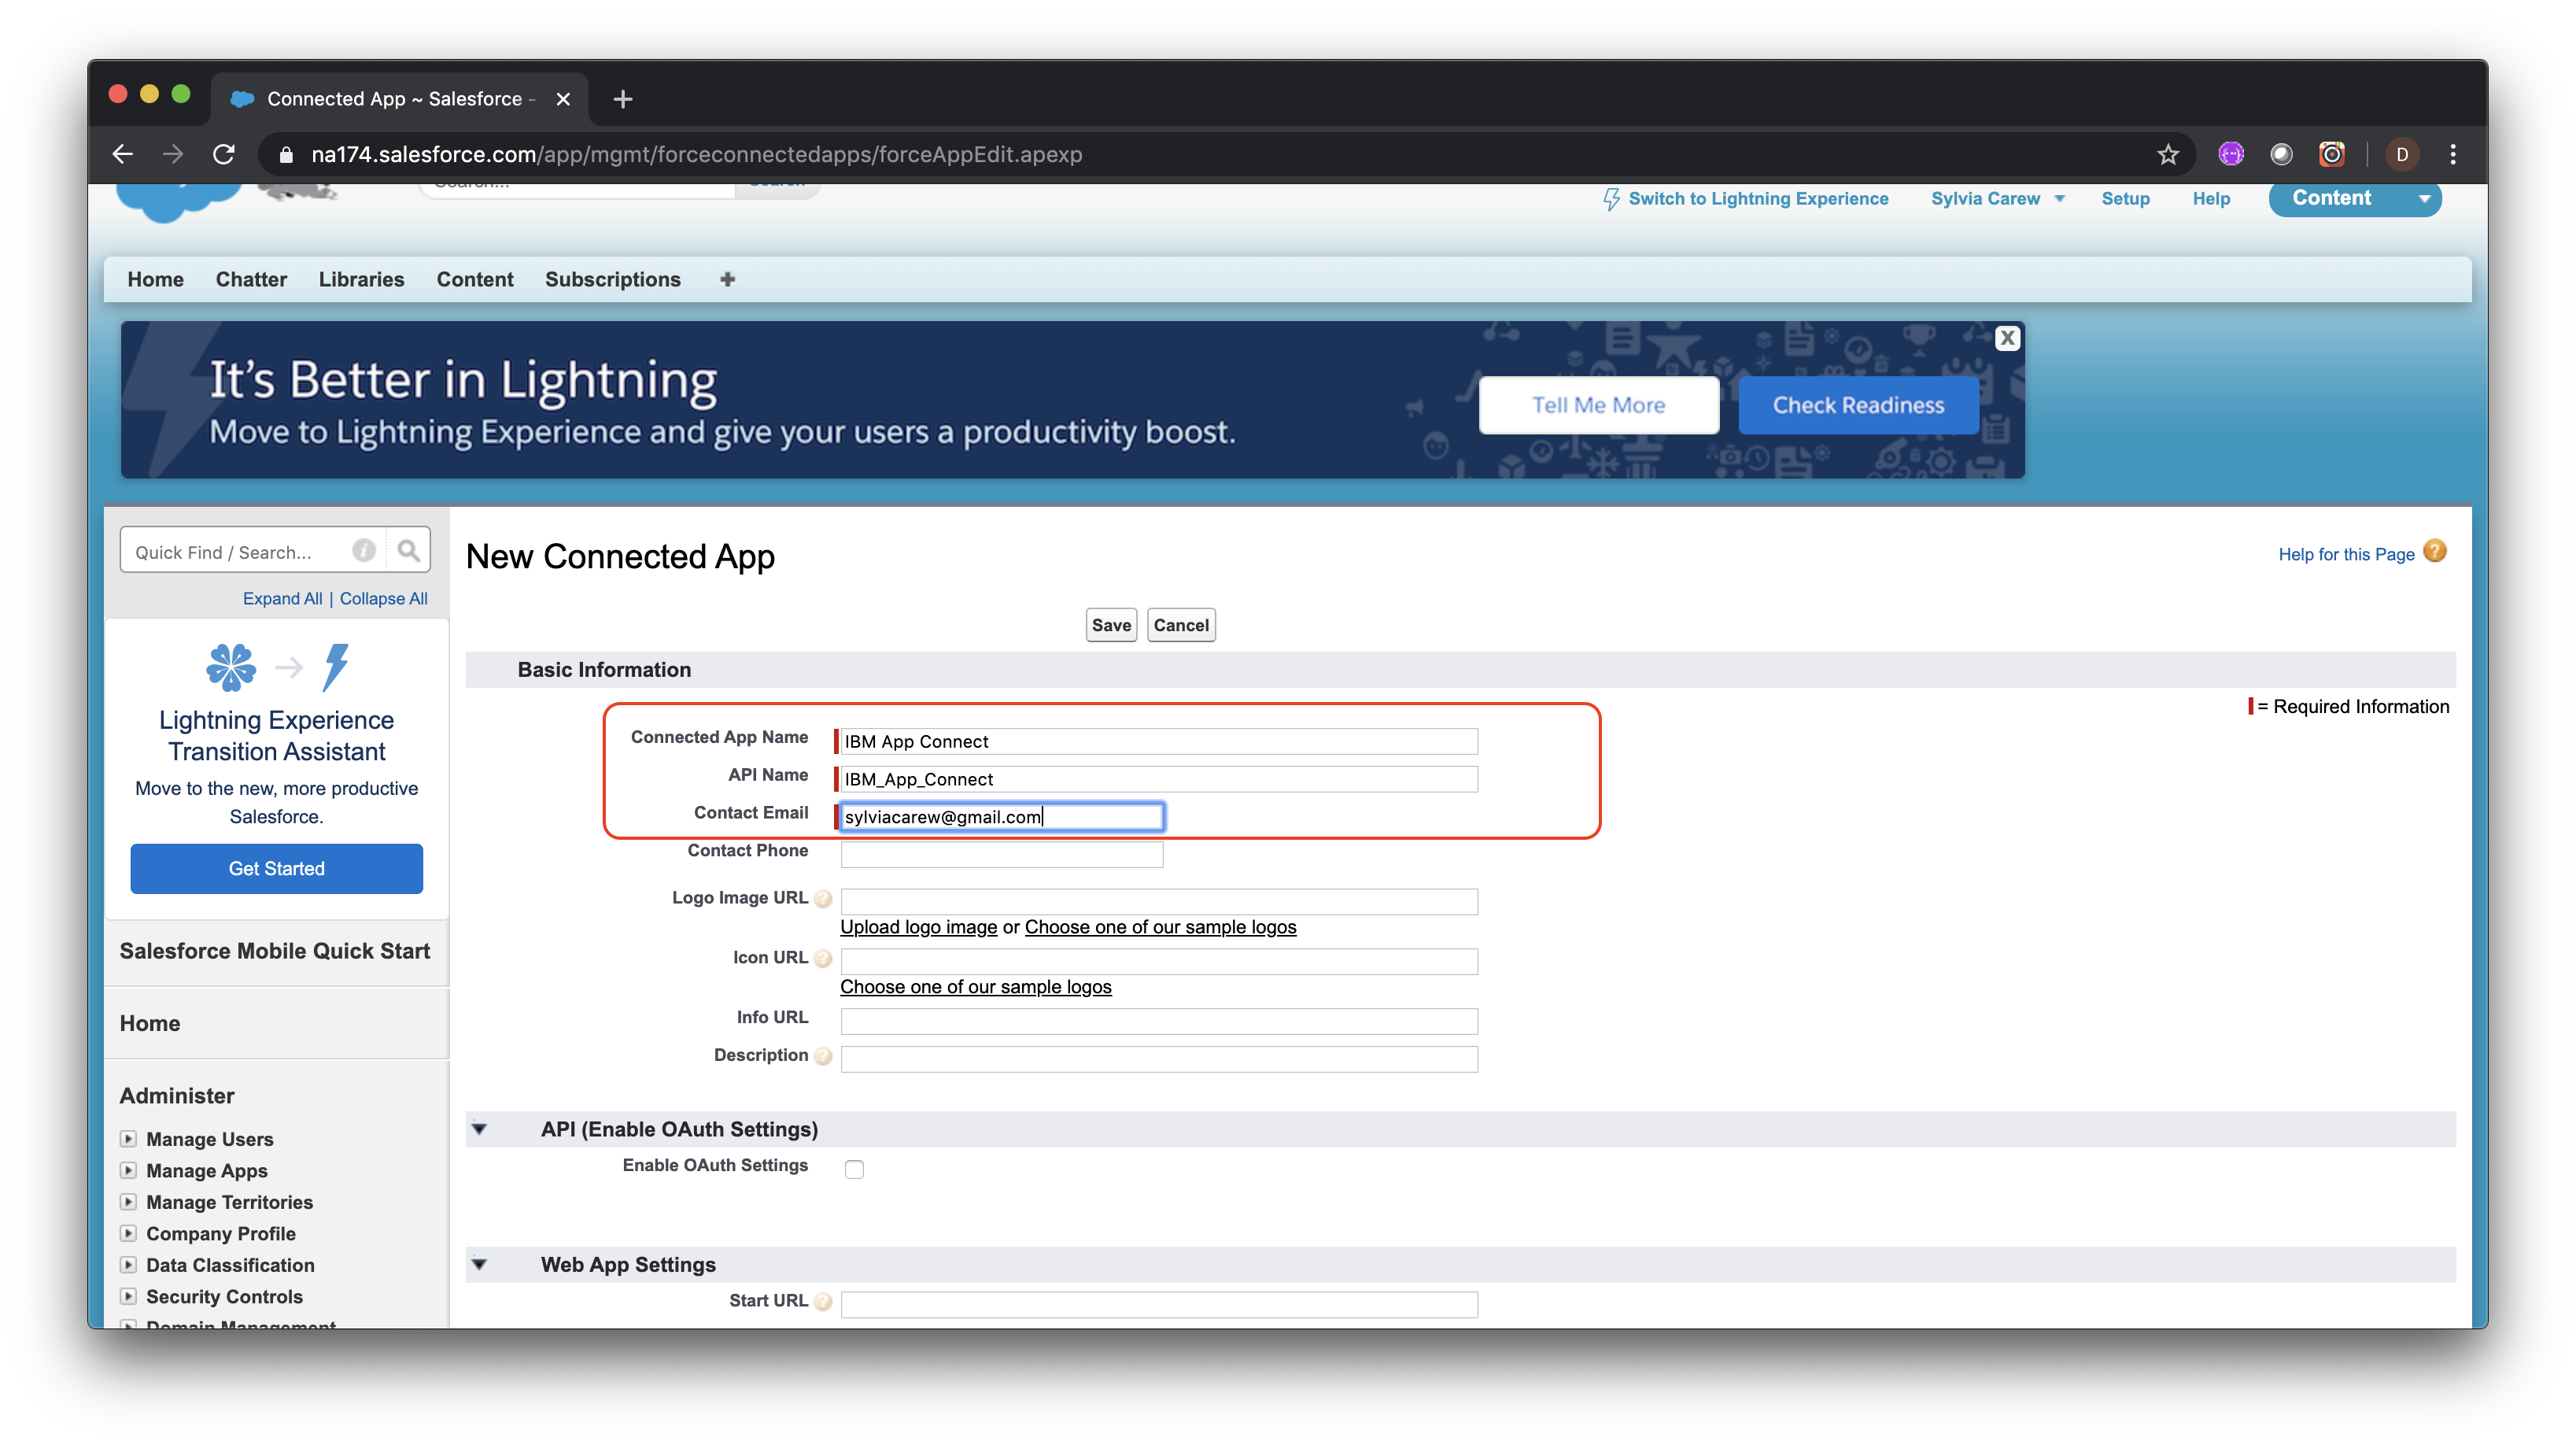 Connected App ~ Salesforce -
na174.salesforce.com/app/mgmt/forceconnectedapps/forceAppEdit.apexp
D
Switch to Lightning Experience
Sylvia Carew
Setup
Help
Content
Home
Chatter
Libraries
Content
Subscriptions
It's Better in Lightning
Move to Lightning Experience and give your users a productivity boost.
Tell Me More
Check Readiness
X
Quick Find / Search...
Expand All | Collapse All
Lightning Experience
Transition Assistant
Move to the new, more productive
Salesforce.
Get Started
Salesforce Mobile Quick Start
Home
Administer
Manage Users
Manage Apps
Manage Territories
Company Profile
Data Classification
Security Controls
Domain Management
New Connected App
Help for this Page
Save
Cancel
Basic Information
= Required Information
Connected App Name
IBM App Connect
API Name
IBM_App_Connect
Contact Email
sylviacarew@gmail.com
Contact Phone
Logo Image URL
Upload logo image or Choose one of our sample logos
Icon URL
Choose one of our sample logos
Info URL
Description
API (Enable OAuth Settings)
Enable OAuth Settings
Web App Settings
Start URL